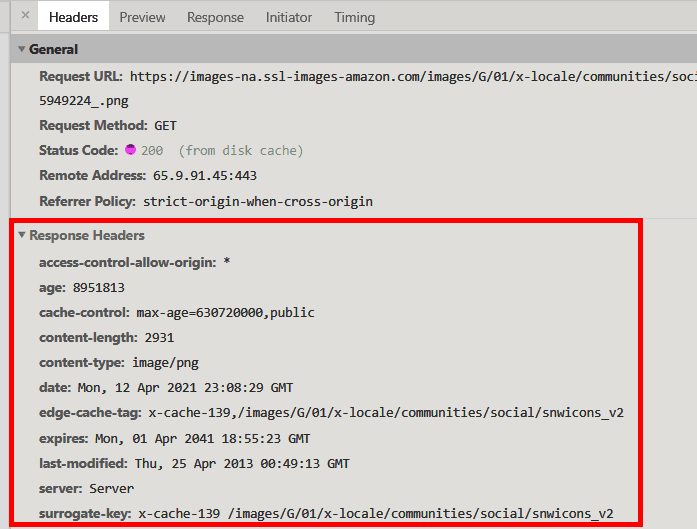 × Headers Preview Response Initiator Timing
▼ General
Request URL: https://images-na.ssl-images-amazon.com/images/G/01/x-locale/communities/soci
5949224_.png
Request Method: GET
Status Code: 200 (from disk cache)
Remote Address: 65.9.91.45:443
Referrer Policy: strict-origin-when-cross-origin
▼ Response Headers
access-control-allow-origin: *
age: 8951813
cache-control: max-age=630720000,public
content-length: 2931
content-type: image/png
date: Mon, 12 Apr 2021 23:08:29 GMT
edge-cache-tag: x-cache-139,/images/G/01/x-locale/communities/social/snwicons_v2
expires: Mon, 01 Apr 2041 18:55:23 GMT
last-modified: Thu, 25 Apr 2013 00:49:13 GMT
server: Server
surrogate-key: x-cache-139 /images/G/01/x-locale/communities/social/snwicons_v2